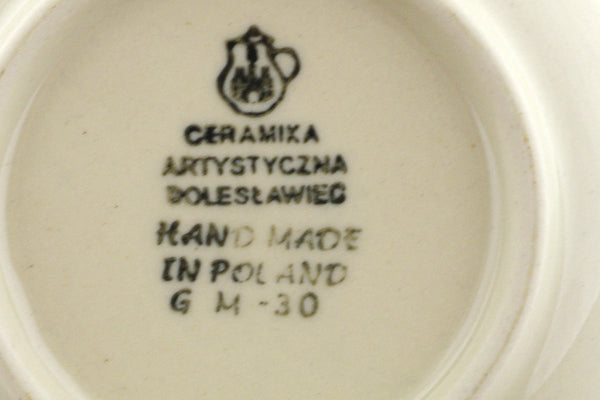 CERAMIKA
ARTYSTYCZNA
BOLESŁAWIEC
HAND MADE
IN POLAND
G M - 30